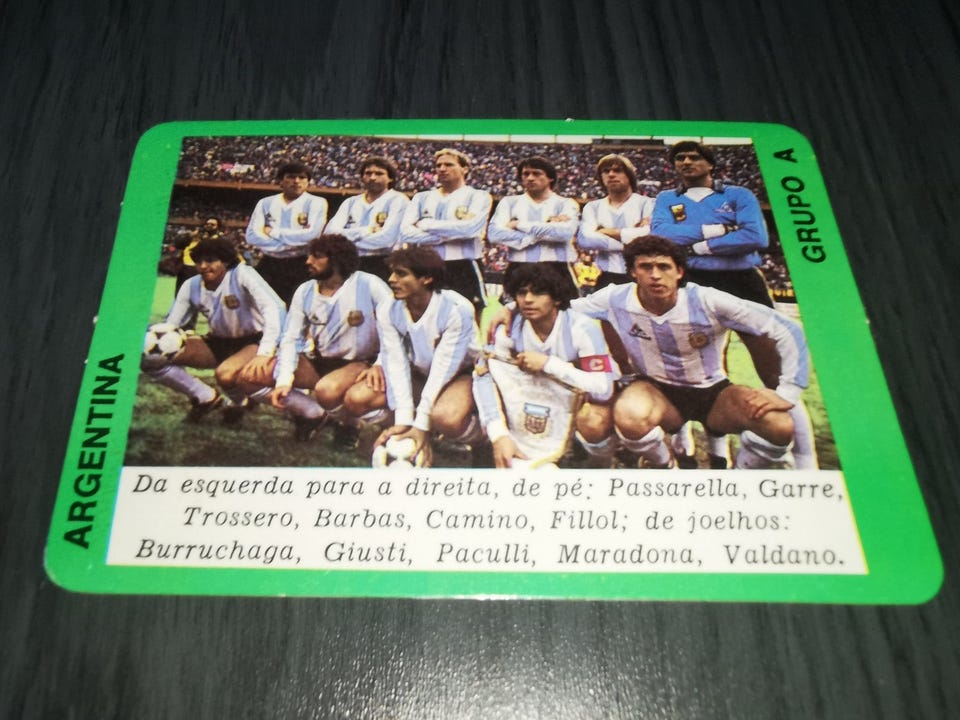 GRUPO A
ARGENTINA
Da esquerda para a direita, de pé: Passarella, Garre,
Trossero, Barbas, Camino, Fillol; de joelhos:
Burruchaga, Giusti, Paculli, Maradona, Valdano.
C